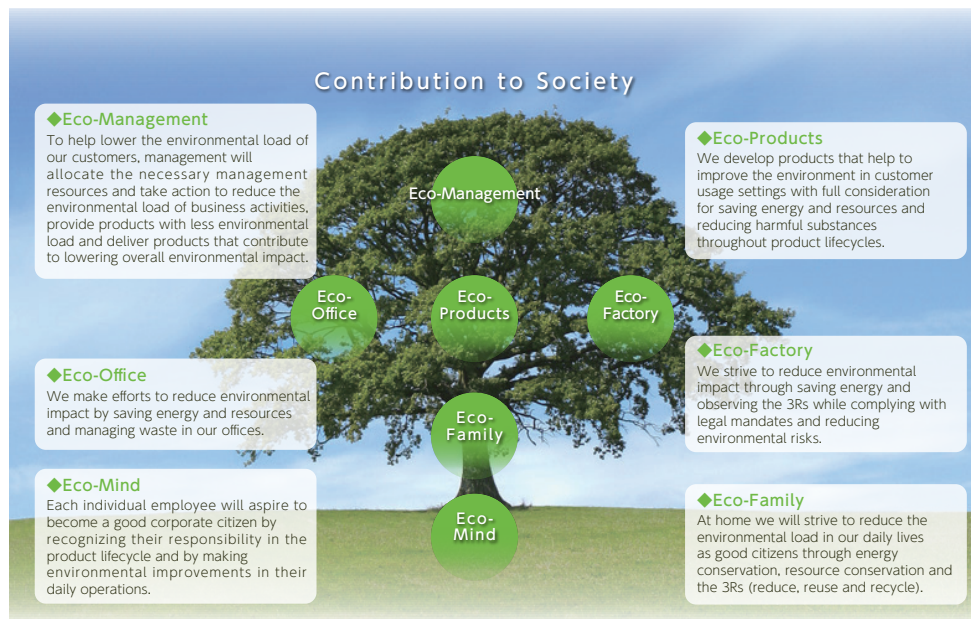 Contribution to Society
◆Eco-Management
To help lower the environmental load of
our customers, management will
allocate the necessary management
resources and take action to reduce the
environmental load of business activities,
provide products with less environmental
load and deliver products that contribute
to lowering overall environmental impact.
◆Eco-Products
We develop products that help to
improve the environment in customer
usage settings with full consideration
for saving energy and resources and
reducing harmful substances
throughout product lifecycles.
Eco-Management
Eco-
Office
Eco-
Products
Eco-
Factory
◆Eco-Office
We make efforts to reduce environmental
impact by saving energy and resources
and managing waste in our offices.
◆Eco-Factory
We strive to reduce environmental
impact through saving energy and
observing the 3Rs while complying with
legal mandates and reducing
environmental risks.
Eco-
Family
◆Eco-Mind
Each individual employee will aspire to
become a good corporate citizen by
recognizing their responsibility in the
product lifecycle and by making
environmental improvements in their
daily operations.
Eco-
Mind
◆Eco-Family
At home we will strive to reduce the
environmental load in our daily lives
as good citizens through energy
conservation, resource conservation and
the 3Rs (reduce, reuse and recycle).